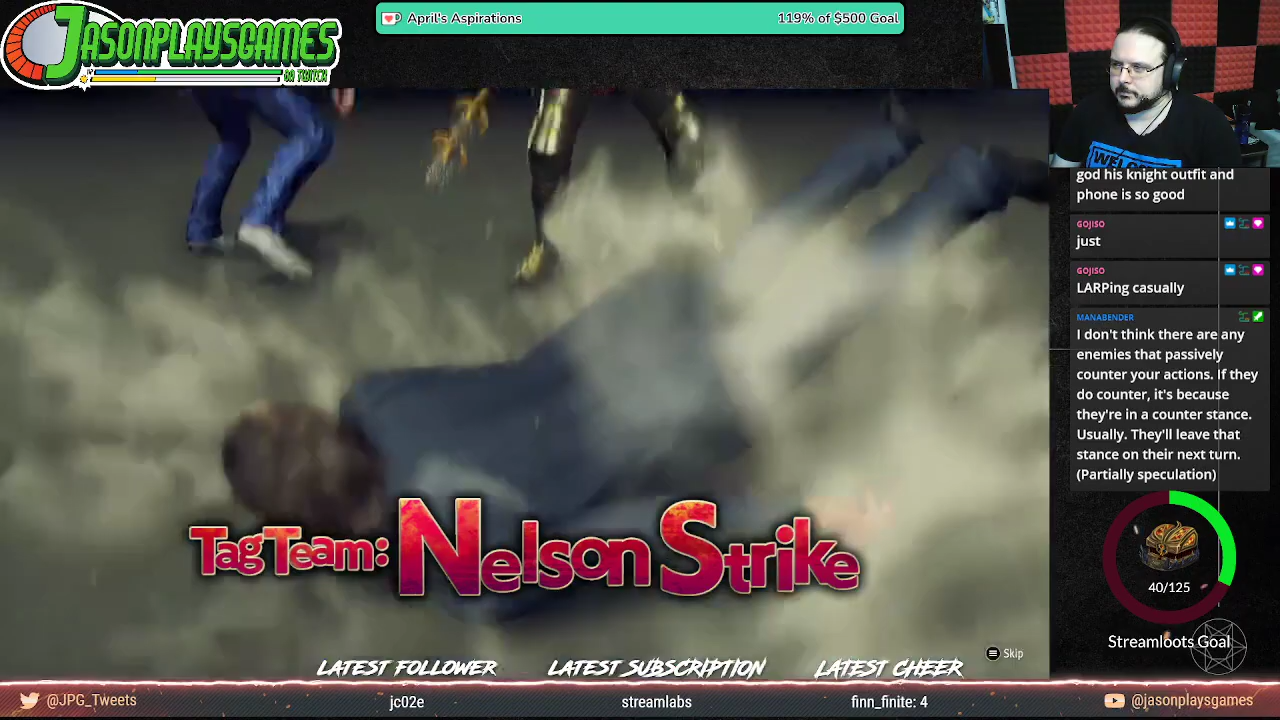 JASONPLAYSGAMES
ON TWITCH
April's Aspirations
119% of $500 Goal
WELCOME
god his knight outfit and
phone is so good
GOJISO
just
GOJISO
LARPing casually
MANABENDER
I don't think there are any
enemies that passively
counter your actions. If they
do counter, it's because
they're in a counter stance.
Usually. They'll leave that
stance on their next turn.
(Partially speculation)
Tag Team: Nelson Strike
40/125
Streamloots Goal
Skip
LATEST FOLLOWER
LATEST SUBSCRIPTION
LATEST CHEER
@JPG_Tweets
jc02e
streamlabs
finn_finite: 4
@jasonplaysgames